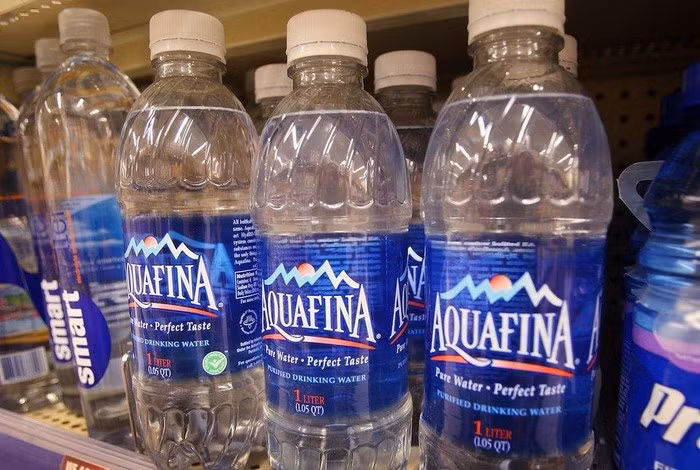 smart
smart
AQUAFINA
Pure Water • Perfect Taste
PURIFIED DRINKING WATER
1 LITER
(1.05 QT)
AQUAFINA
Pure Water • Perfect Taste
PURIFIED DRINKING WATER
1 LITER
(1.05 QT)
AQUAFINA
Pure Water • Perfect Taste
PURIFIED DRINKING WATER
1 LITER
(1.05 QT)
Pr